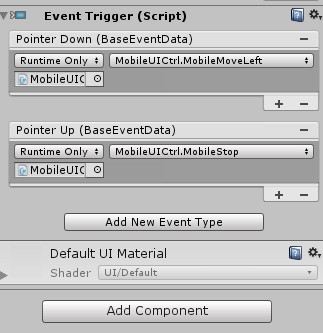 Event Trigger (Script)
Pointer Down (BaseEventData)
Runtime Only MobileUICtrl.MobileMoveLeft
MobileUIC
Pointer Up (BaseEventData)
Runtime Only MobileUICtrl.MobileStop
MobileUIC
Add New Event Type
Default UI Material
Shader UI/Default
Add Component